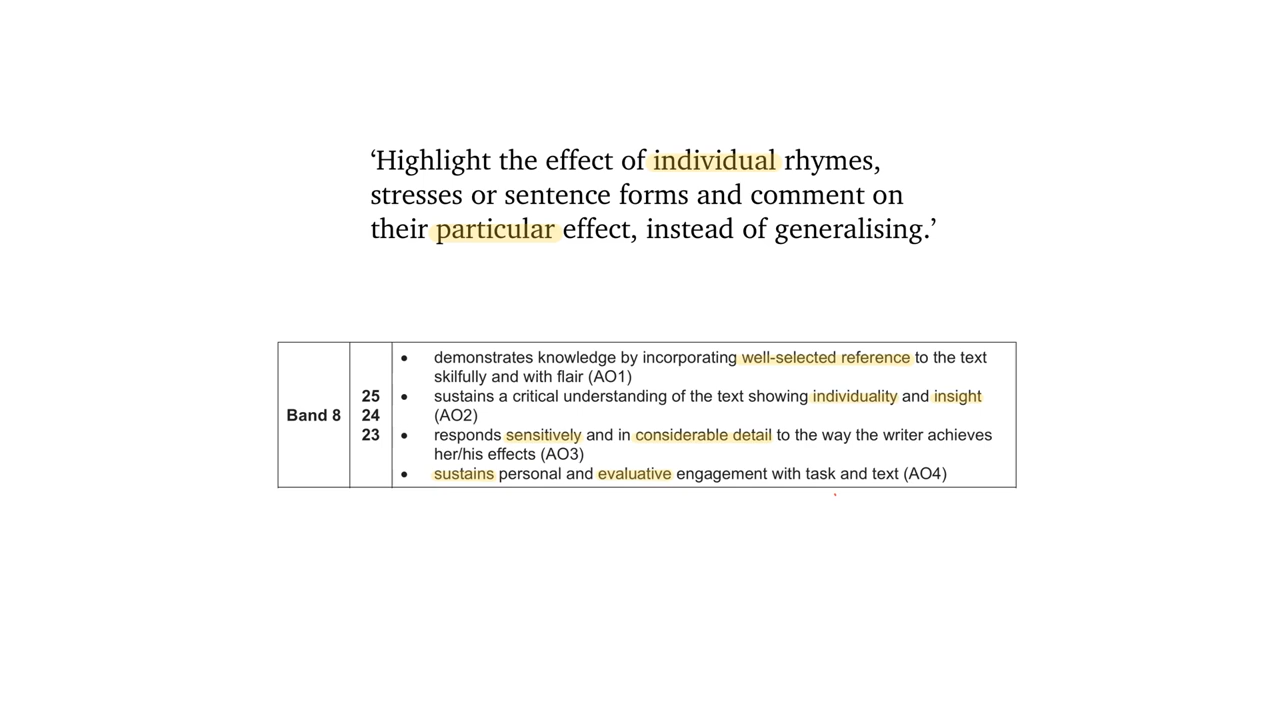 ‘Highlight the effect of individual rhymes,
stresses or sentence forms and comment on
their particular effect, instead of generalising.’
Band 8
25
24
23
• demonstrates knowledge by incorporating well-selected reference to the text
skilfully and with flair (AO1)
• sustains a critical understanding of the text showing individuality and insight
(AO2)
• responds sensitively and in considerable detail to the way the writer achieves
her/his effects (AO3)
• sustains personal and evaluative engagement with task and text (AO4)